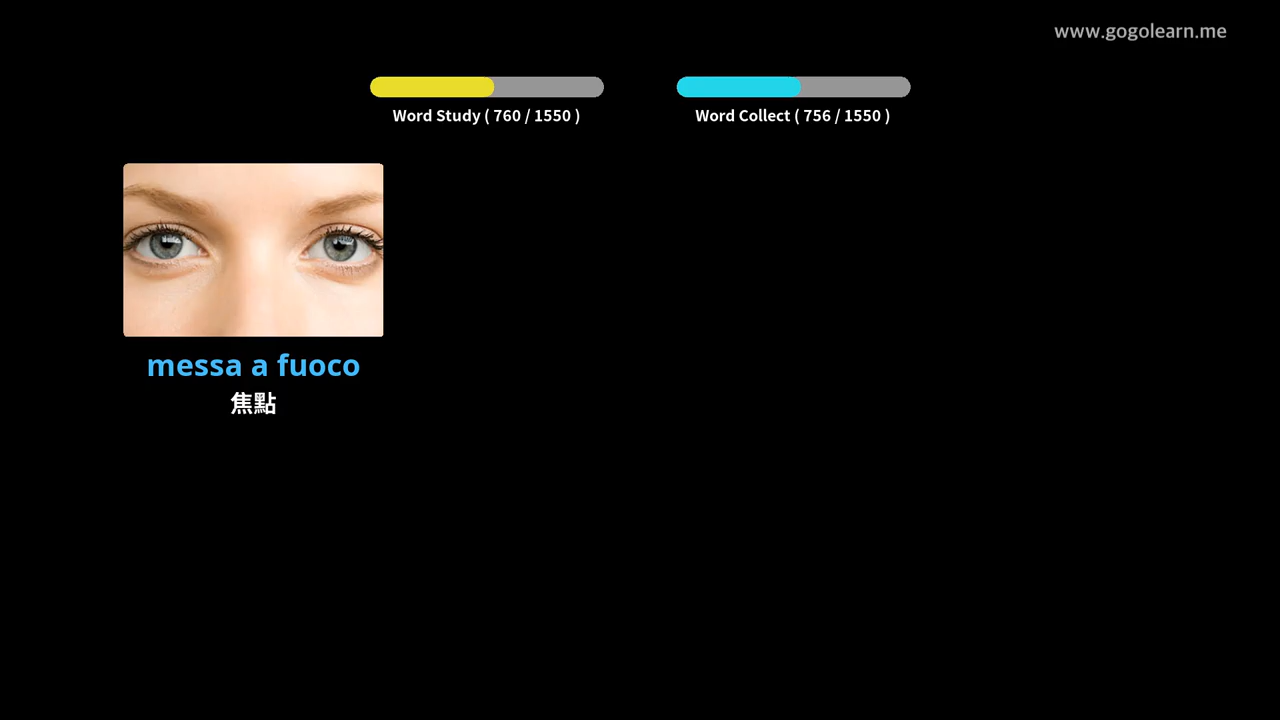 www.gogolearn.me
Word Study ( 760 / 1550 )
Word Collect ( 756 / 1550 )
messa a fuoco
焦點